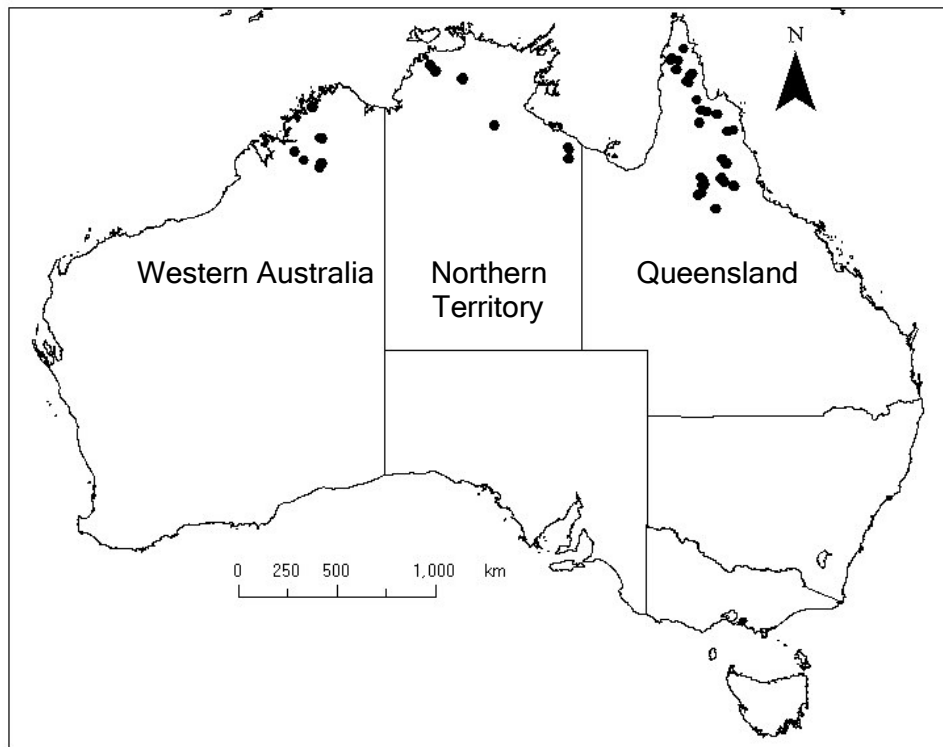 N
Western Australia
Northern
Territory
Queensland
0 250 500 1,000 km